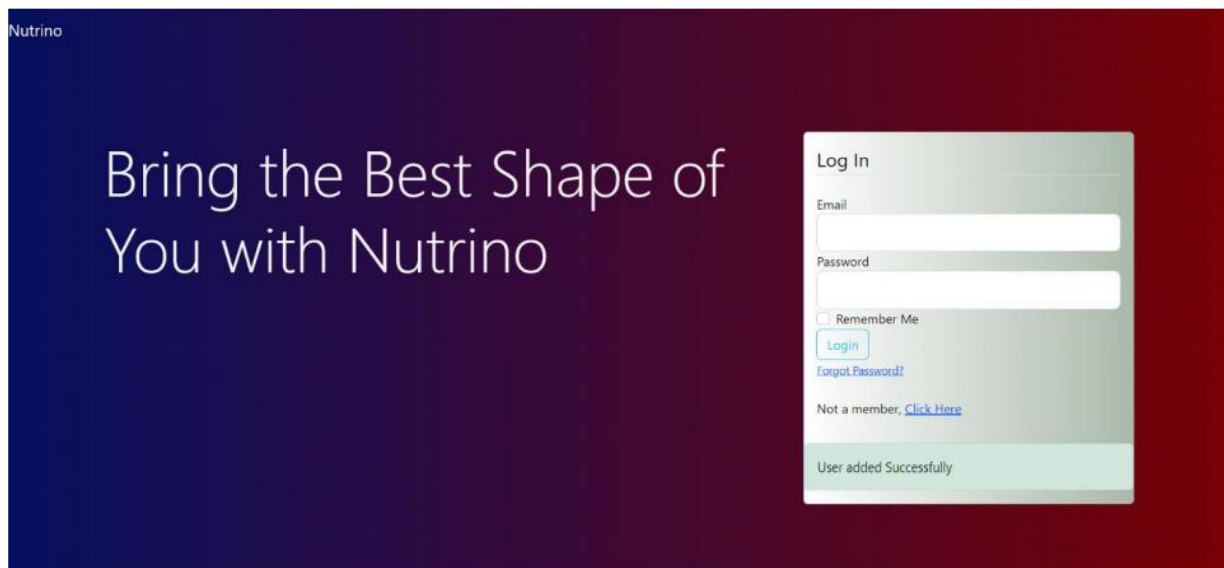 Nutrino
Bring the Best Shape of
You with Nutrino
Log In
Email
Password
Remember Me
Login
Forgot Password?
Not a member, Click Here
User added Successfully